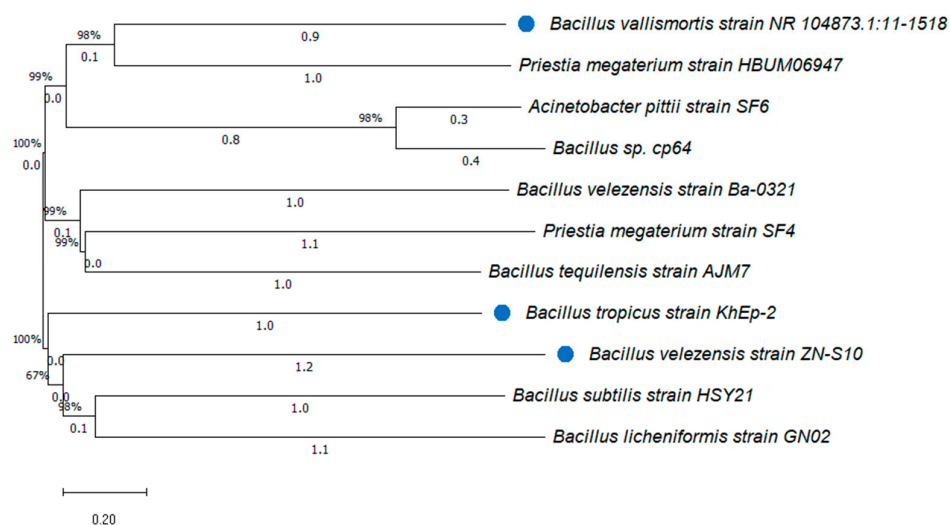 98%
0.9
Bacillus vallismortis strain NR 104873.1:11-1518
0.1
99%
1.0
Priestia megaterium strain HBUM06947
0.0
98%
0.3
Acinetobacter pittii strain SF6
0.8
100%
0.4
Bacillus sp. cp64
0.0
99%
1.0
Bacillus velezensis strain Ba-0321
0.1
99%
1.1
Priestia megaterium strain SF4
0.0
1.0
Bacillus tequilensis strain AJM7
1.0
Bacillus tropicus strain KhEp-2
100%
0.0
1.2
Bacillus velezensis strain ZN-S10
67%
0.0
98%
1.0
Bacillus subtilis strain HSY21
0.1
1.1
Bacillus licheniformis strain GN02
0.20